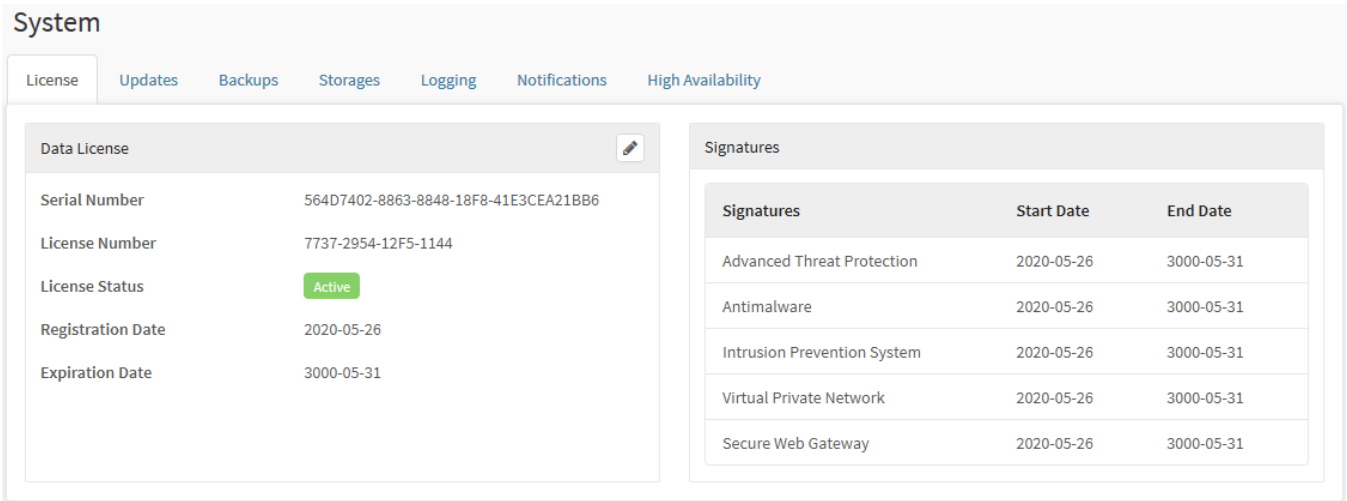 System
License Updates Backups Storages Logging Notifications High Availability
Data License
Serial Number 564D7402-8863-8848-18F8-41E3CEA21BB6
License Number 7737-2954-12F5-1144
License Status Active
Registration Date 2020-05-26
Expiration Date 3000-05-31
Signatures
Signatures Start Date End Date
Advanced Threat Protection 2020-05-26 3000-05-31
Antimalware 2020-05-26 3000-05-31
Intrusion Prevention System 2020-05-26 3000-05-31
Virtual Private Network 2020-05-26 3000-05-31
Secure Web Gateway 2020-05-26 3000-05-31